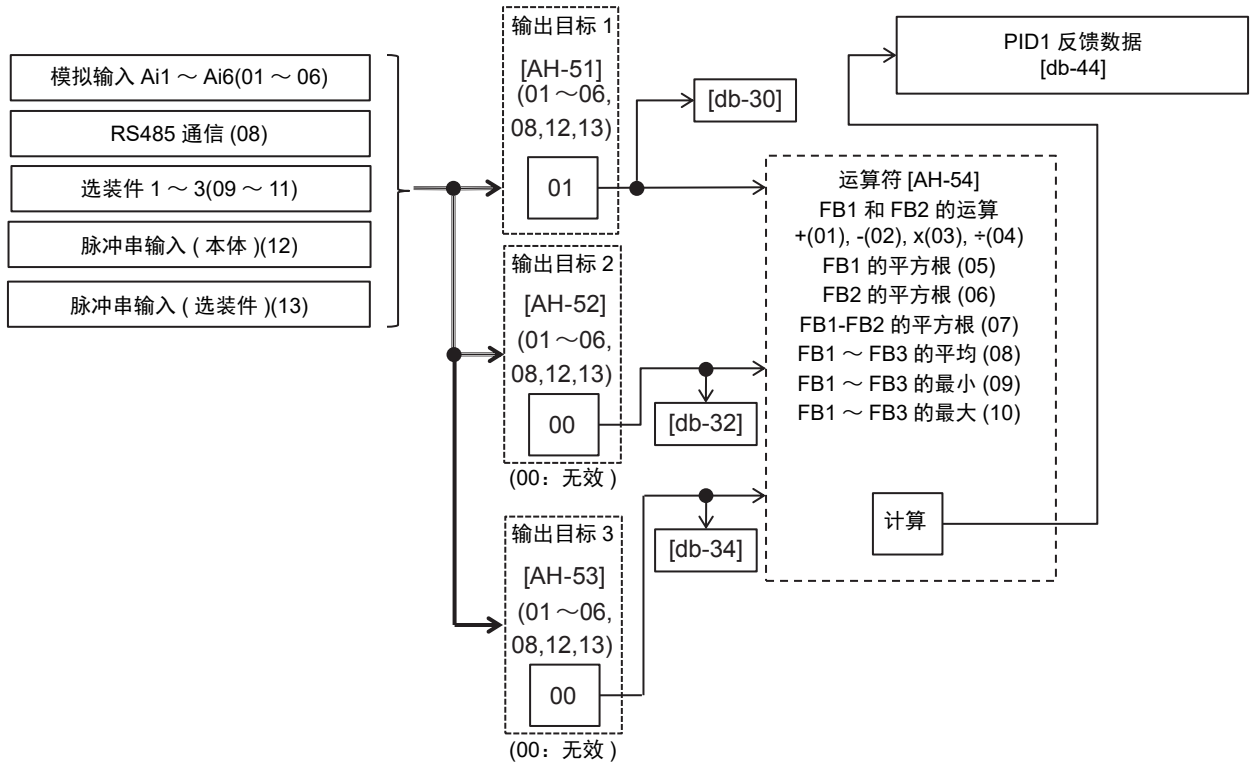 模拟输入 Ai1 ～ Ai6(01 ～ 06)
RS485 通信 (08)
选装件 1 ～ 3(09 ～ 11)
脉冲串输入 ( 本体 )(12)
脉冲串输入 ( 选装件 )(13)
输出目标 1
[AH-51]
(01 ～06,
08,12,13)
01
[db-30]
输出目标 2
[AH-52]
(01 ～06,
08,12,13)
00
(00：无效 )
[db-32]
输出目标 3
[AH-53]
(01 ～06,
08,12,13)
00
(00：无效 )
[db-34]
运算符 [AH-54]
FB1 和 FB2 的运算
+(01), -(02), x(03), ÷(04)
FB1 的平方根 (05)
FB2 的平方根 (06)
FB1-FB2 的平方根 (07)
FB1 ～ FB3 的平均 (08)
FB1 ～ FB3 的最小 (09)
FB1 ～ FB3 的最大 (10)
计算
PID1 反馈数据
[db-44]